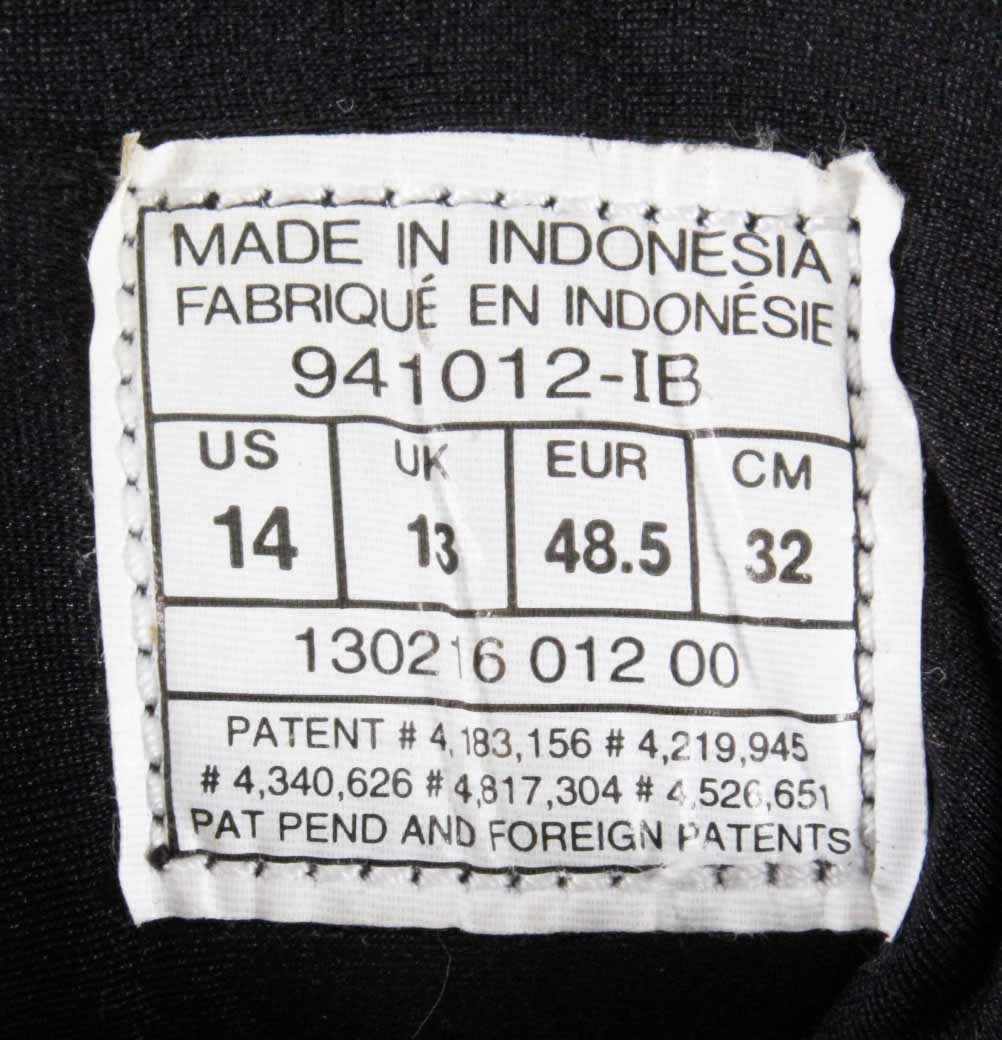 MADE IN INDONESIA
FABRIQUÉ EN INDONÉSIE
941012-IB
US UK EUR CM
14 13 48.5 32
130216 012 00
PATENT # 4,183,156 # 4,219,945
# 4,340,626 # 4,817,304 # 4,526,651
PAT PEND AND FOREIGN PATENTS